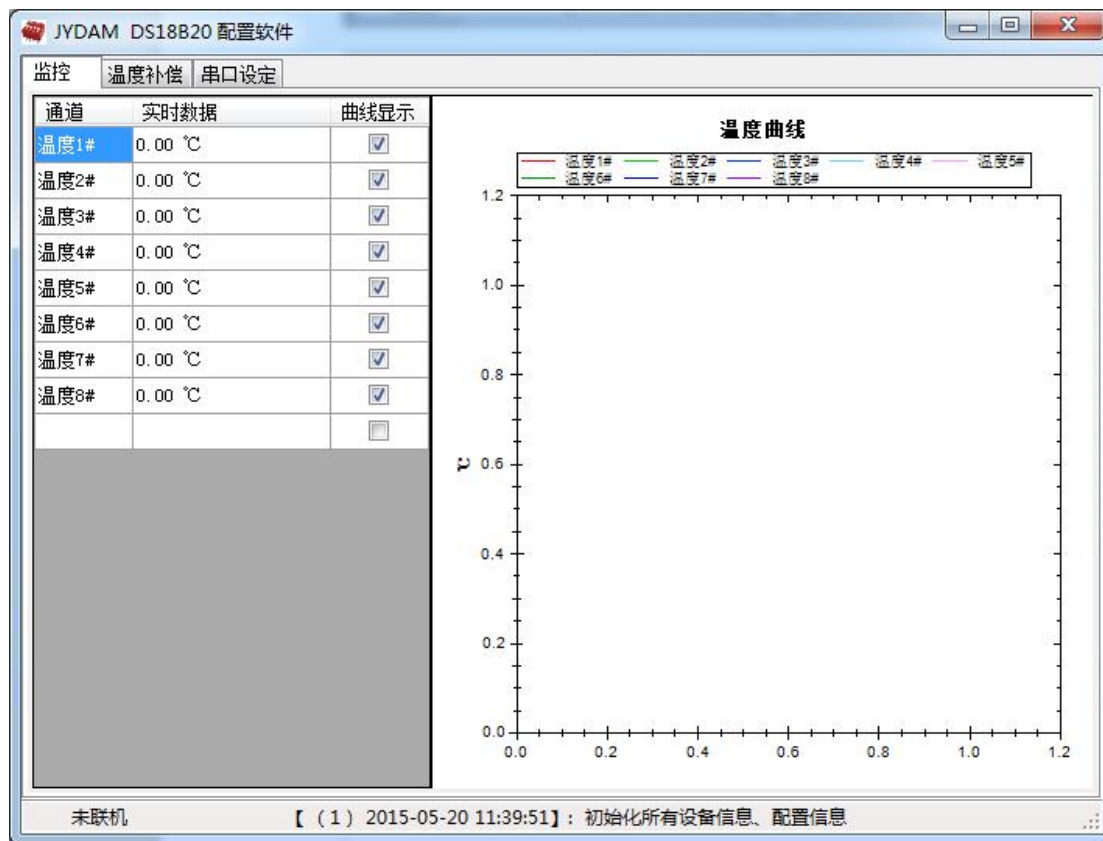 JYDAM DS18B20 配置软件
监控 温度补偿 串口设定
通道 实时数据 曲线显示
温度1# 0.00 ℃
温度2# 0.00 ℃
温度3# 0.00 ℃
温度4# 0.00 ℃
温度5# 0.00 ℃
温度6# 0.00 ℃
温度7# 0.00 ℃
温度8# 0.00 ℃
温度曲线
温度1# 温度2# 温度3# 温度4# 温度5#
温度6# 温度7# 温度8#
1.2
1.0
0.8
0.6
0.4
0.2
0.0
℃
0.0 0.2 0.4 0.6 0.8 1.0 1.2
未联机 【（1）2015-05-20 11:39:51】：初始化所有设备信息、配置信息